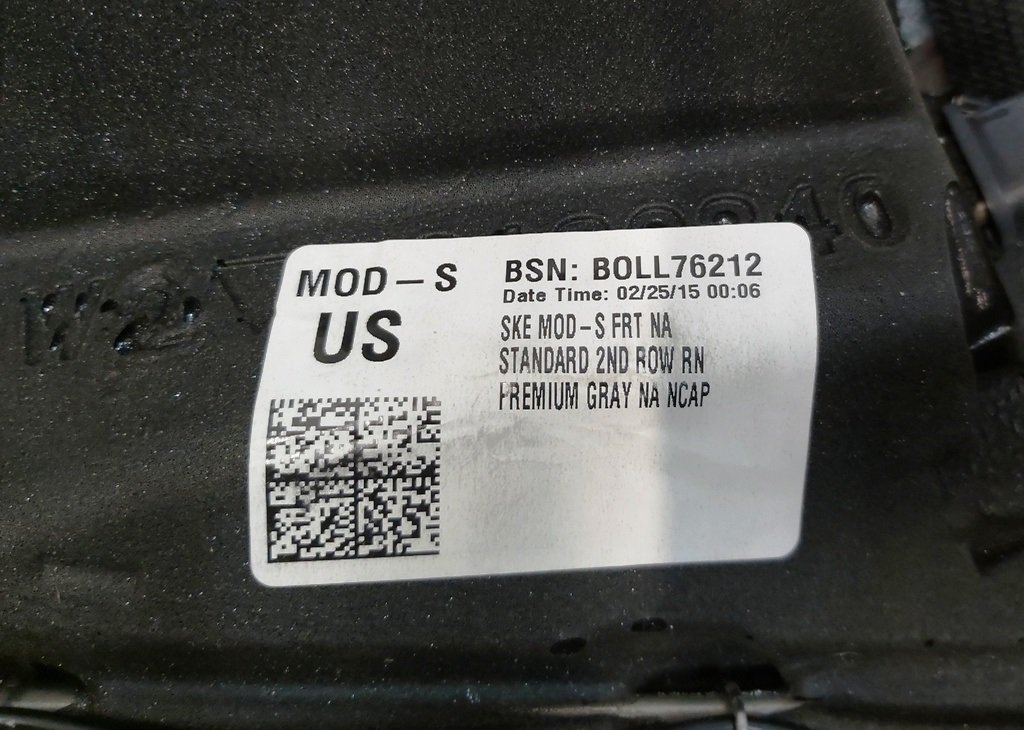 MOD-S
US
BSN: BOLL76212
Date Time: 02/25/15 00:06
SKE MOD-S FRT NA
STANDARD 2ND ROW RN
PREMIUM GRAY NA NCAP